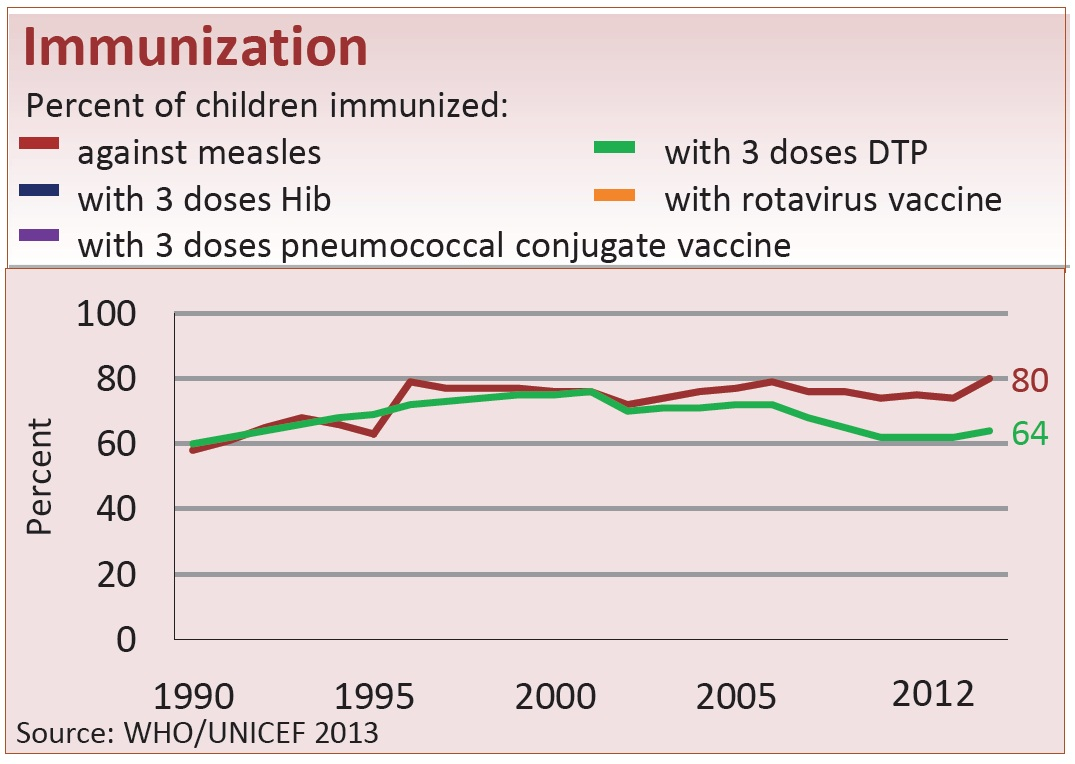 Immunization
Percent of children immunized:
against measles
with 3 doses DTP
with 3 doses Hib
with rotavirus vaccine
with 3 doses pneumococcal conjugate vaccine
100
80
60
40
20
0
Percent
80
64
1990 1995 2000 2005 2012
Source: WHO/UNICEF 2013